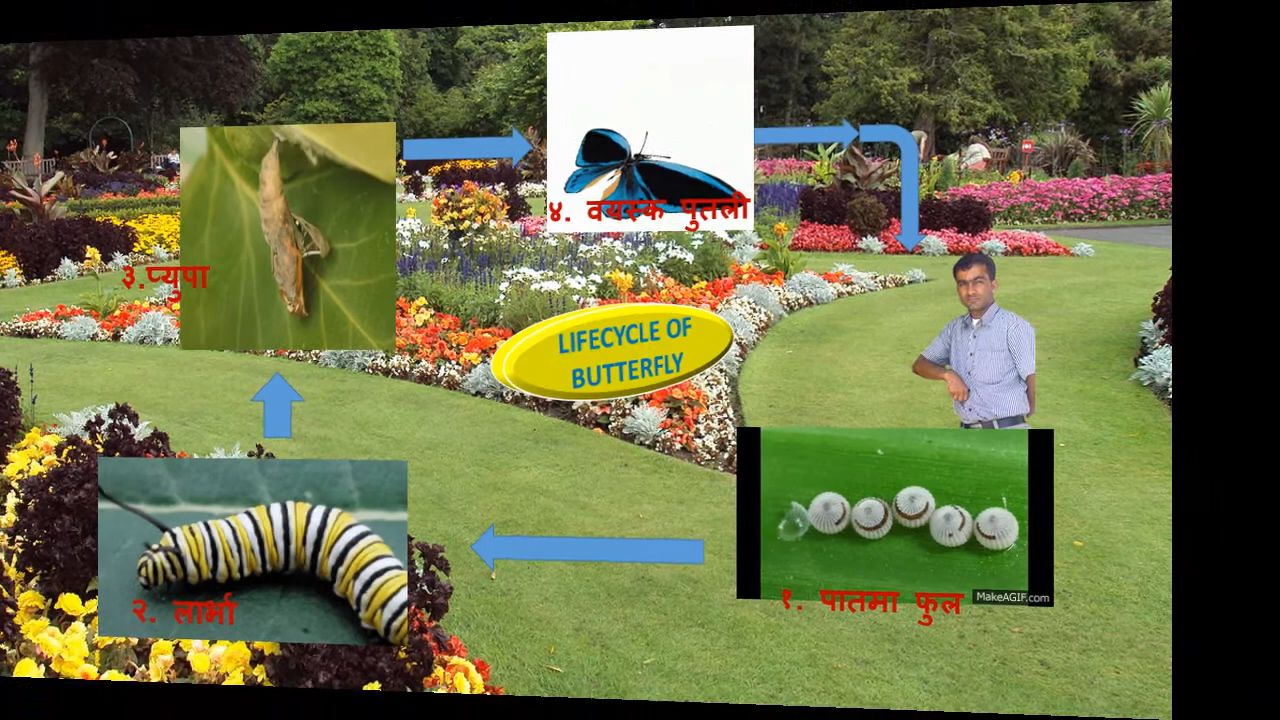 ४. वयस्क पुतली
३.प्युपा
LIFECYCLE OF
BUTTERFLY
२. लार्भा
१. पातमा फुल
MakeAGIF.com